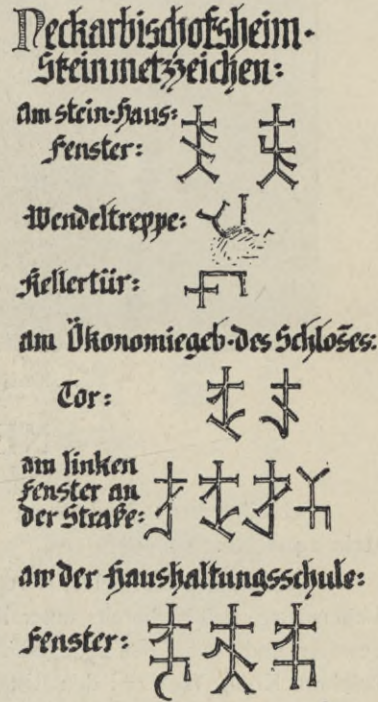 Neckarbischofsheim·
Steinmetzzeichen:
am Stein·Haus:
Fenster:
Wendeltreppe:
Kellertür:
am Ökonomiegeb·des Schloßes:
Tor:
am linken
Fenster an
der Straße:
an der Haushaltungsschule:
Fenster: